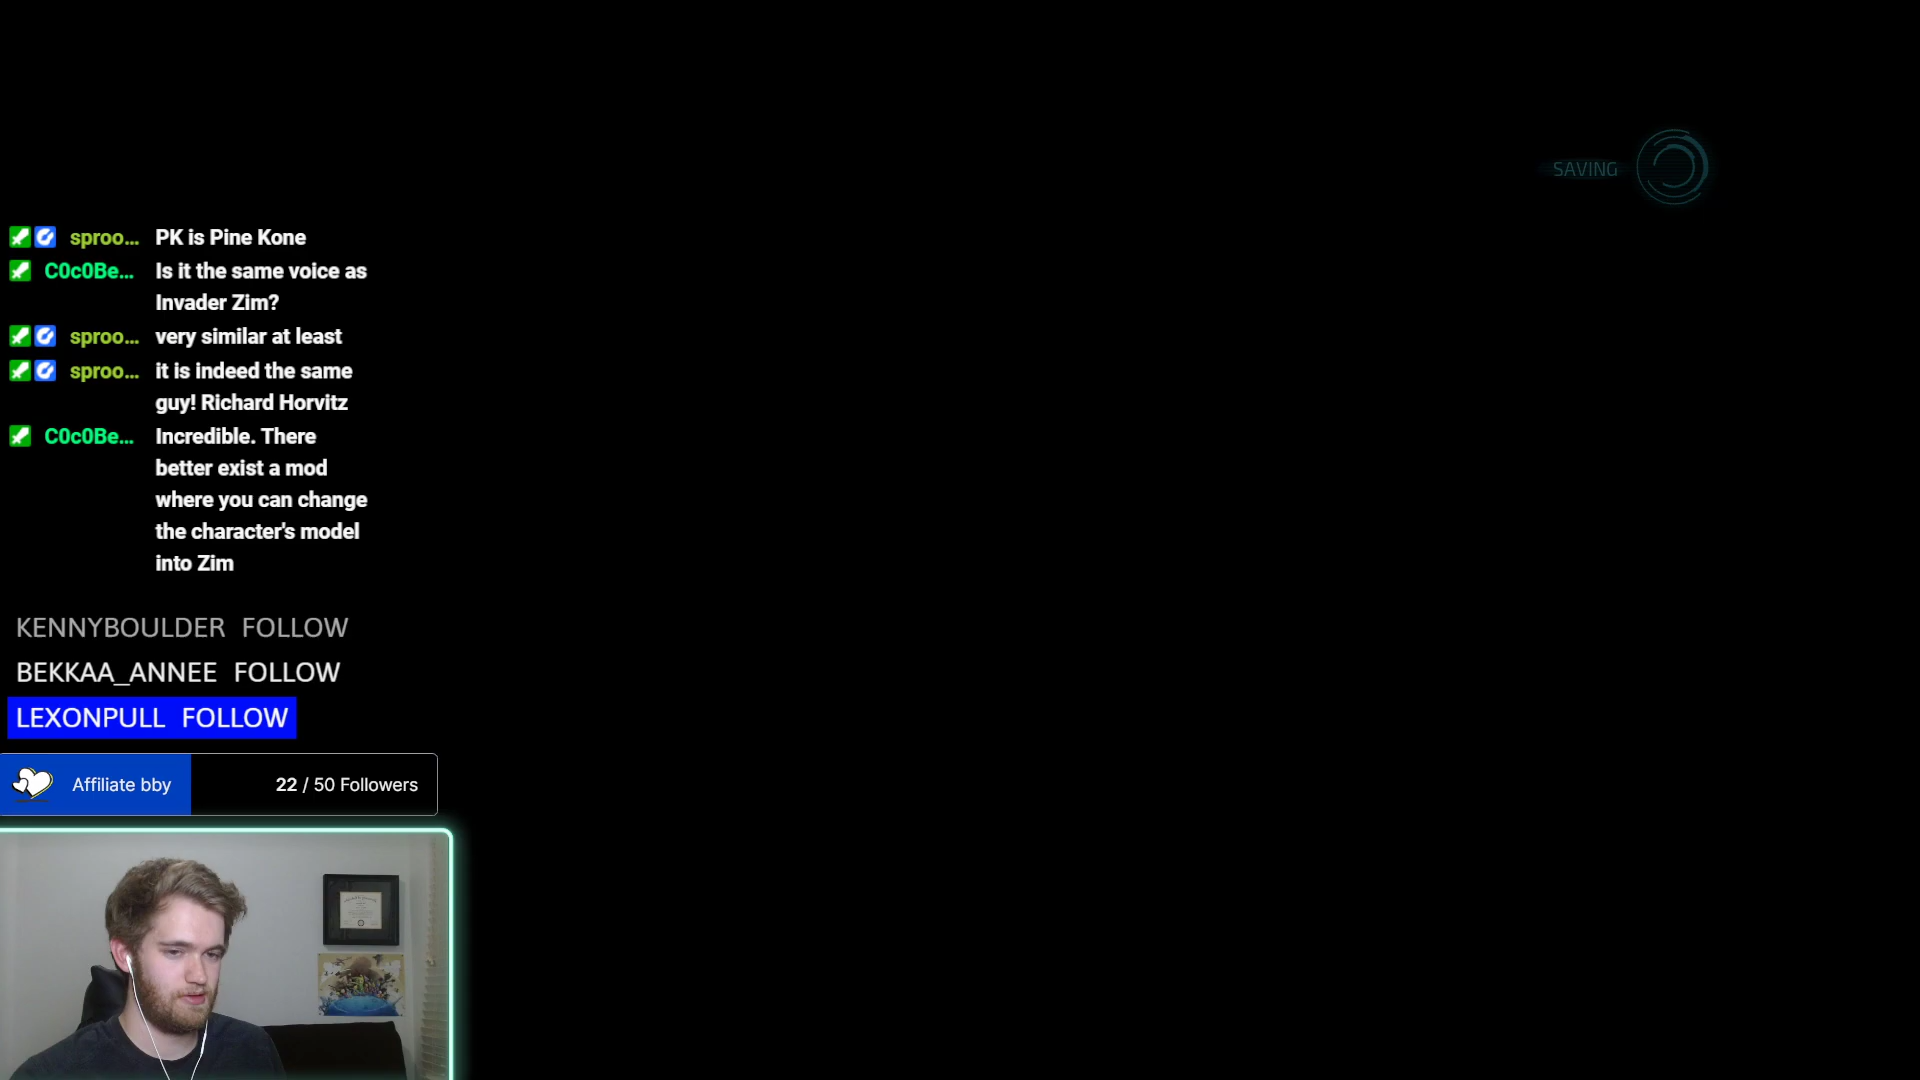 SAVING
sproo... PK is Pine Kone
C0c0Be... Is it the same voice as
Invader Zim?
sproo... very similar at least
sproo... it is indeed the same
guy! Richard Horvitz
C0c0Be... Incredible. There
better exist a mod
where you can change
the character's model
into Zim
KENNYBOULDER FOLLOW
BEKKAA_ANNEE FOLLOW
LEXONPULL FOLLOW
Affiliate bby 22 / 50 Followers